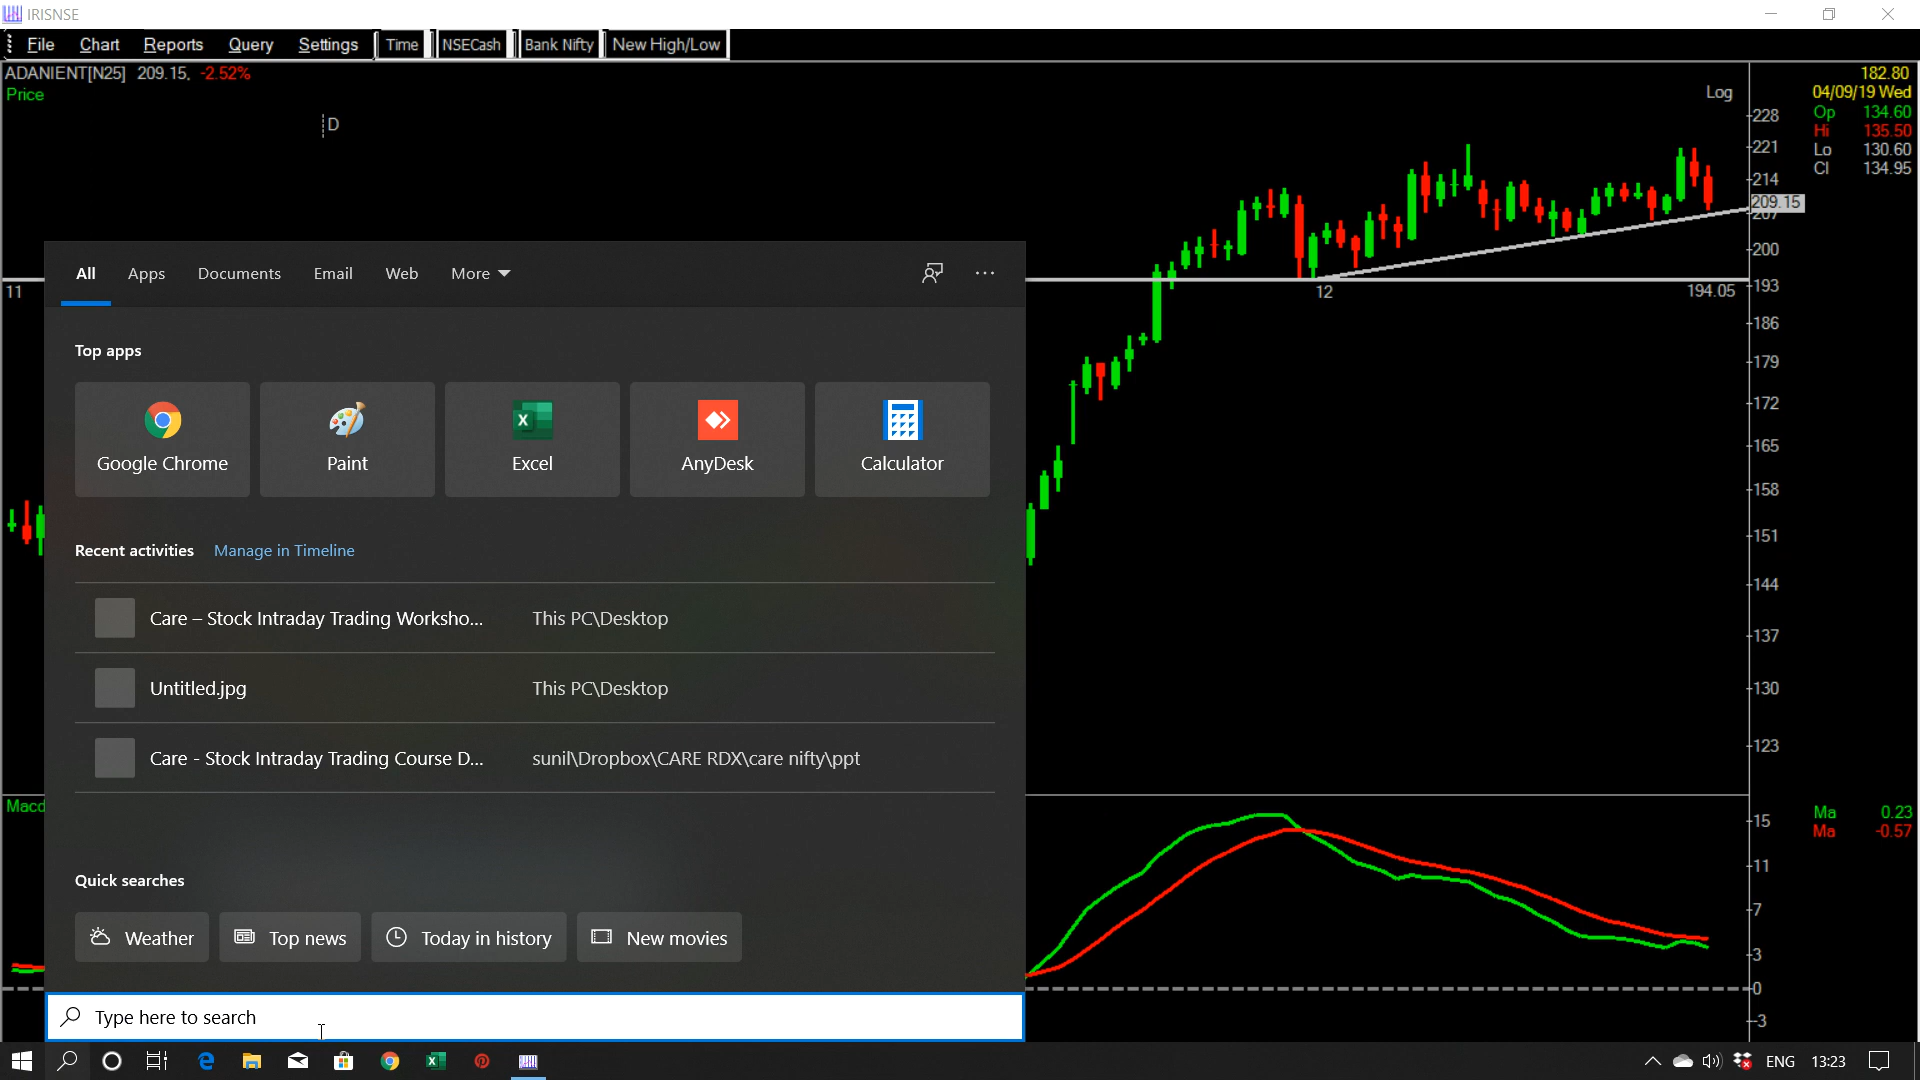 IRISNSE
File Chart Reports Query Settings Time NSECash Bank Nifty New High/Low
ADANIENT[N25] 209.15, -2.52%
Price
D
Log
182.80
04/09/19 Wed
Op 134.60
Hi 135.50
Lo 130.60
Cl 134.95
228
221
214
209.15
207
200
193
186
179
172
165
158
151
144
137
130
123
11
12
194.05
All Apps Documents Email Web More
Top apps
Google Chrome Paint Excel AnyDesk Calculator
Recent activities Manage in Timeline
Care – Stock Intraday Trading Worksho... This PC\Desktop
Untitled.jpg This PC\Desktop
Care - Stock Intraday Trading Course D... sunil\Dropbox\CARE RDX\care nifty\ppt
Quick searches
Weather Top news Today in history New movies
Type here to search
Macd
Ma 0.23
Ma -0.57
15
11
7
3
0
-3
ENG 13:23